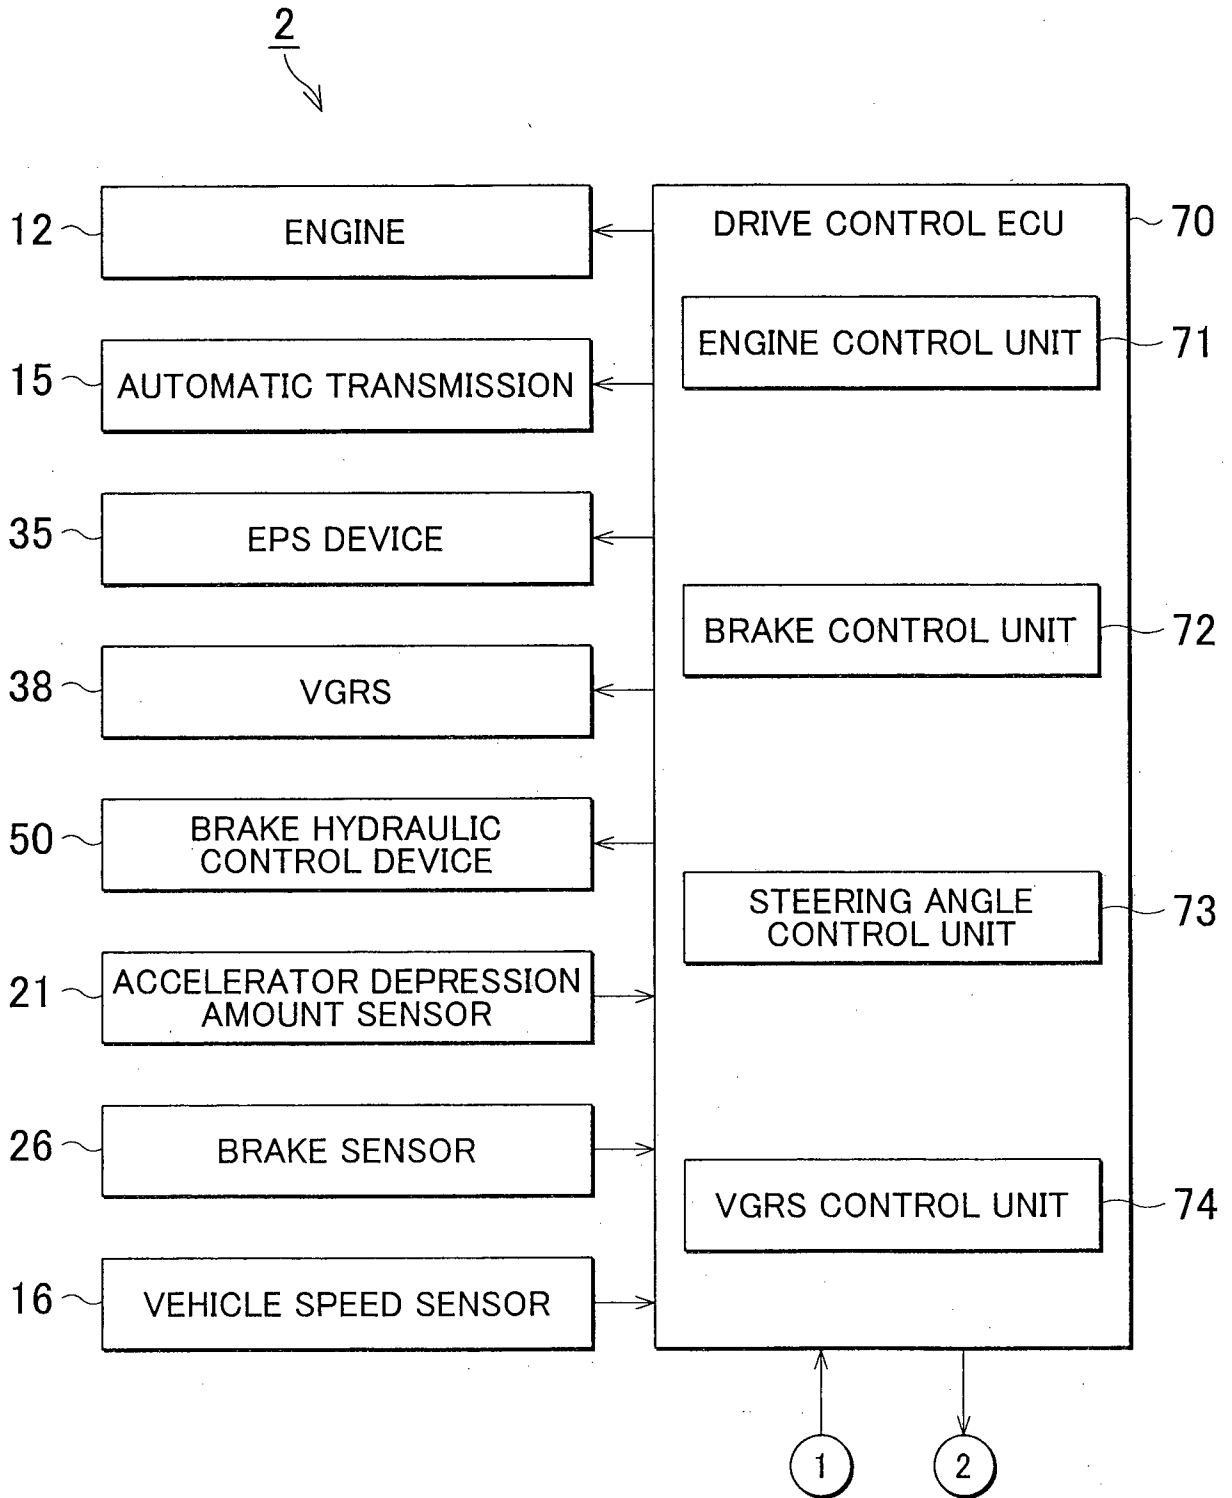 2
12
ENGINE
15
AUTOMATIC TRANSMISSION
35
EPS DEVICE
38
VGRS
50
BRAKE HYDRAULIC
CONTROL DEVICE
21
ACCELERATOR DEPRESSION
AMOUNT SENSOR
26
BRAKE SENSOR
16
VEHICLE SPEED SENSOR
DRIVE CONTROL ECU
70
ENGINE CONTROL UNIT
71
BRAKE CONTROL UNIT
72
STEERING ANGLE
CONTROL UNIT
73
VGRS CONTROL UNIT
74
1
2